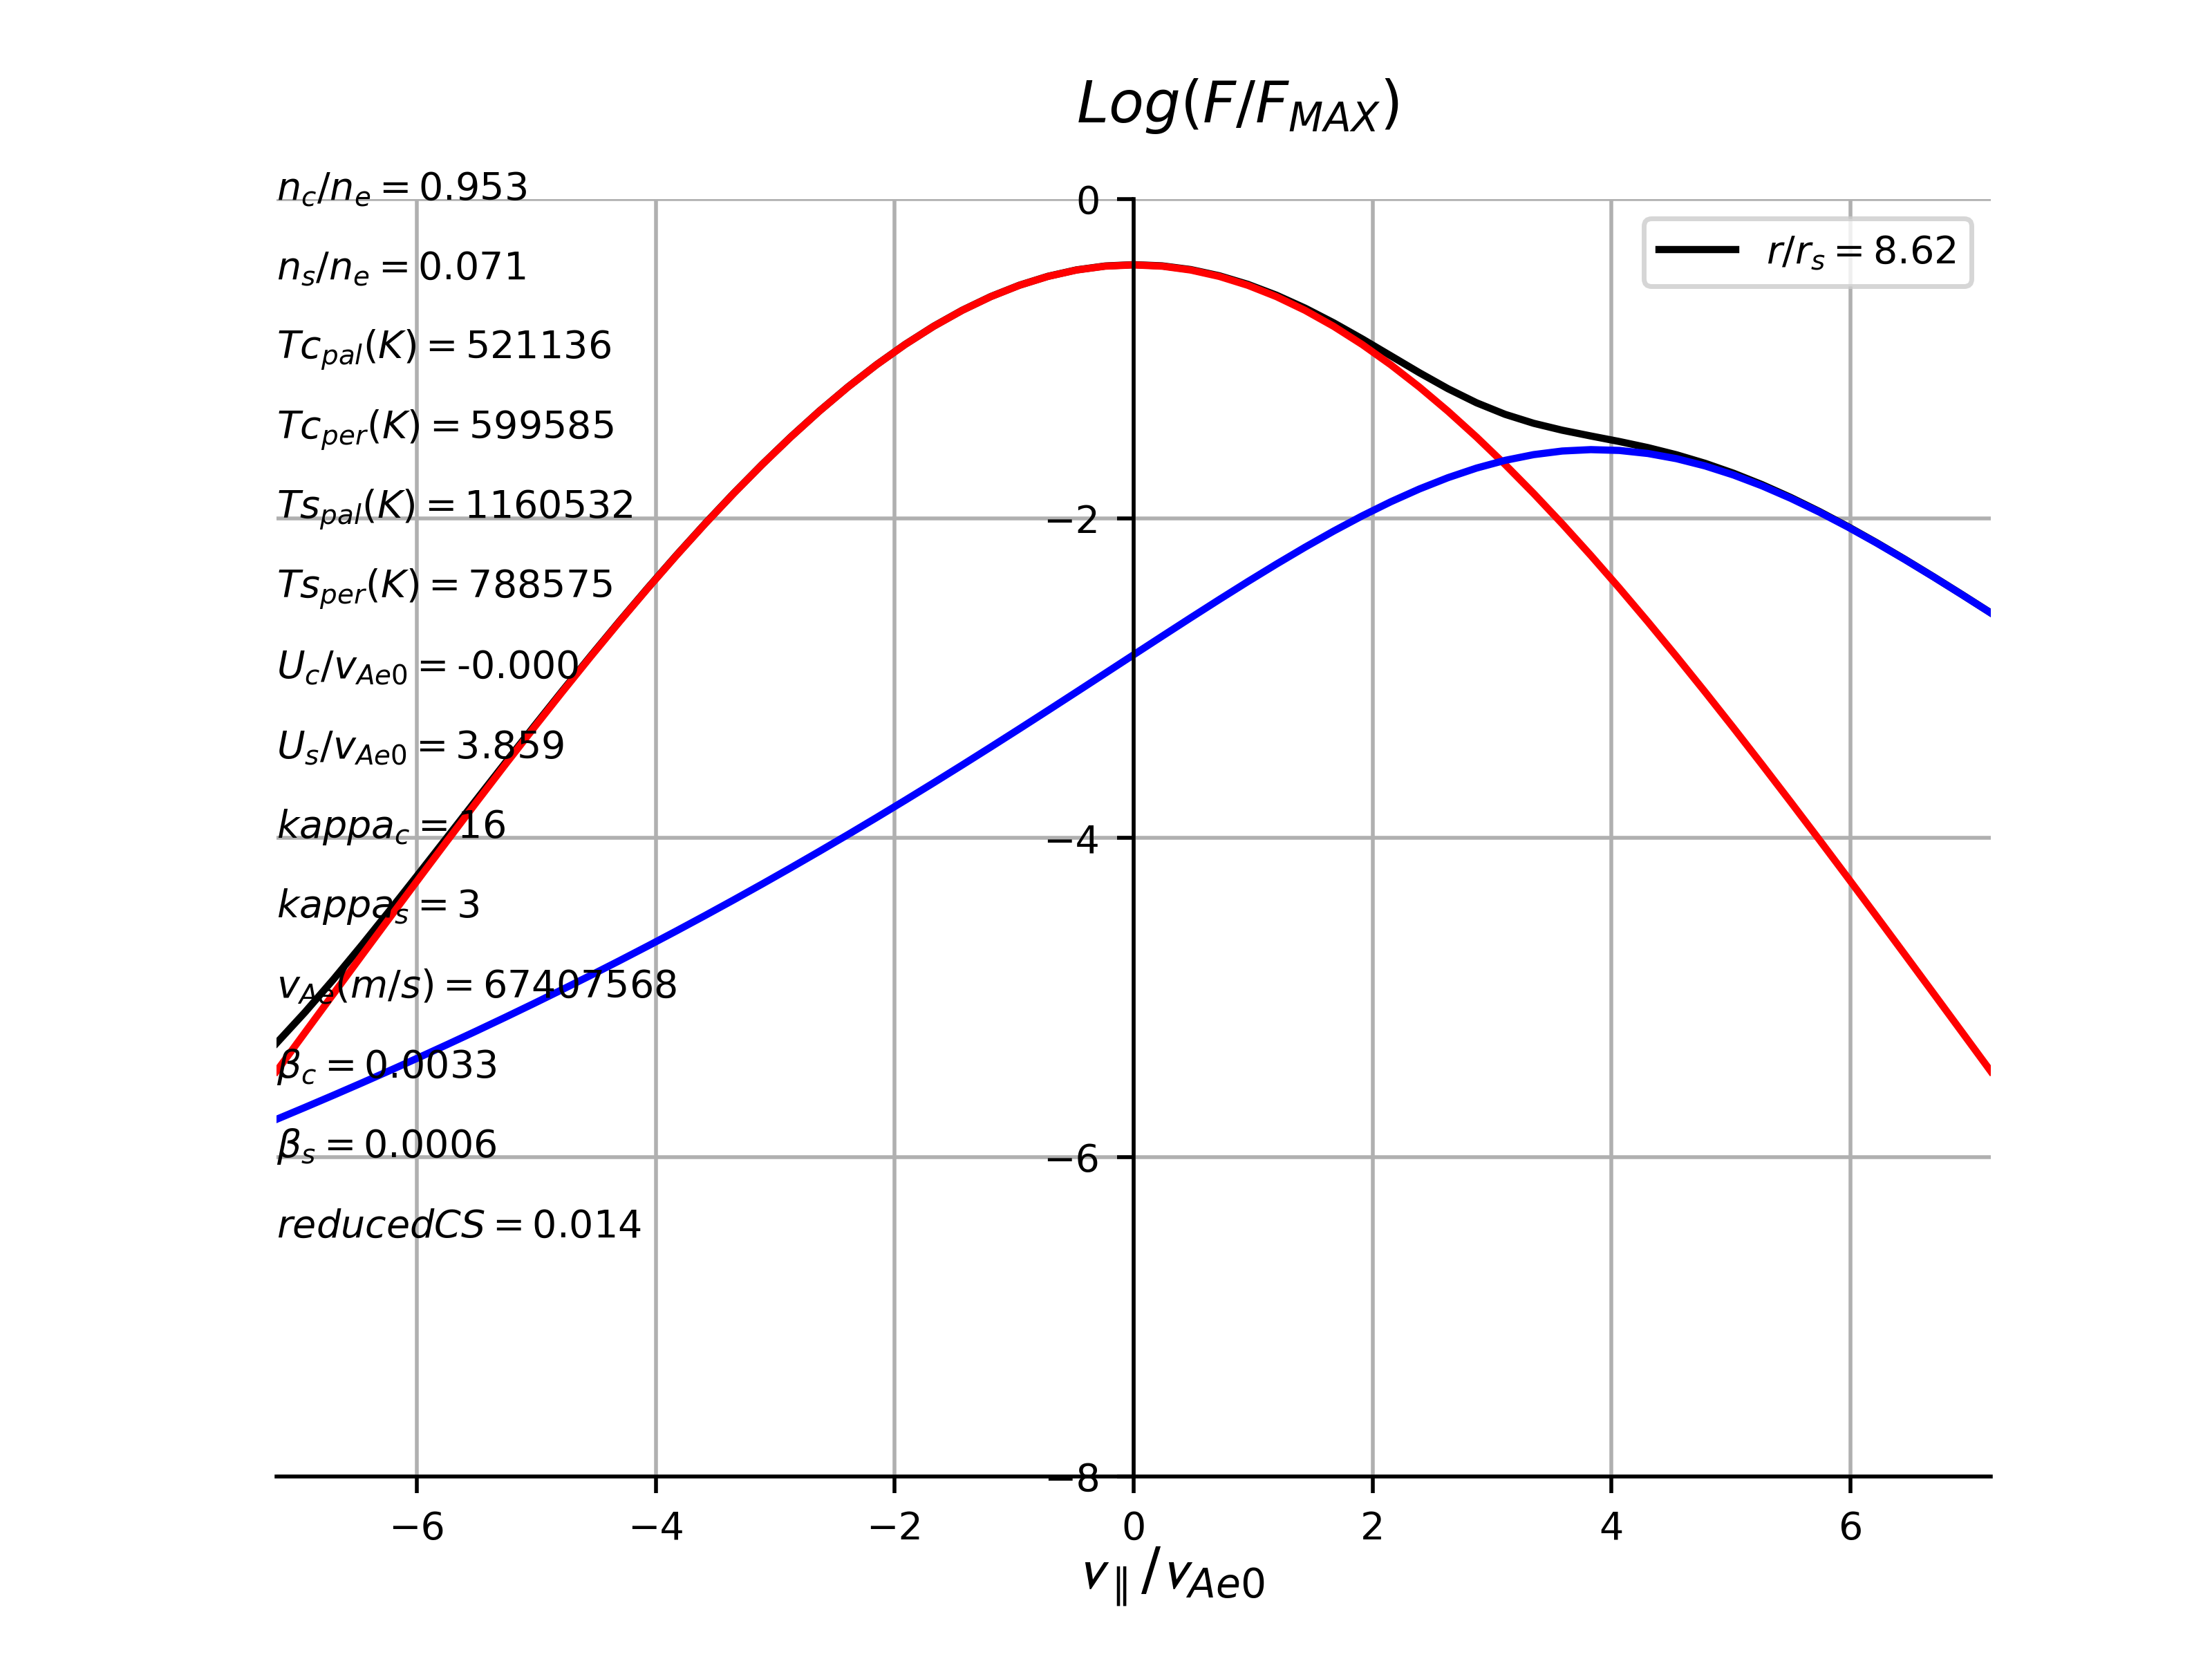 Log(F/F_MAX)
n_c/n_e = 0.953
n_s/n_e = 0.071
Tc_pal(K) = 521136
Tc_per(K) = 599585
Ts_pal(K) = 1160532
Ts_per(K) = 788575
U_c/v_Ae0 = -0.000
U_s/v_Ae0 = 3.859
kappa_c = 16
kappa_s = 3
v_Ae(m/s) = 67407568
β_c = 0.0033
β_s = 0.0006
reducedCS = 0.014
r/r_s = 8.62
0
−2
−4
−6
−8
−6 −4 −2 0 2 4 6
v_∥/v_Ae0